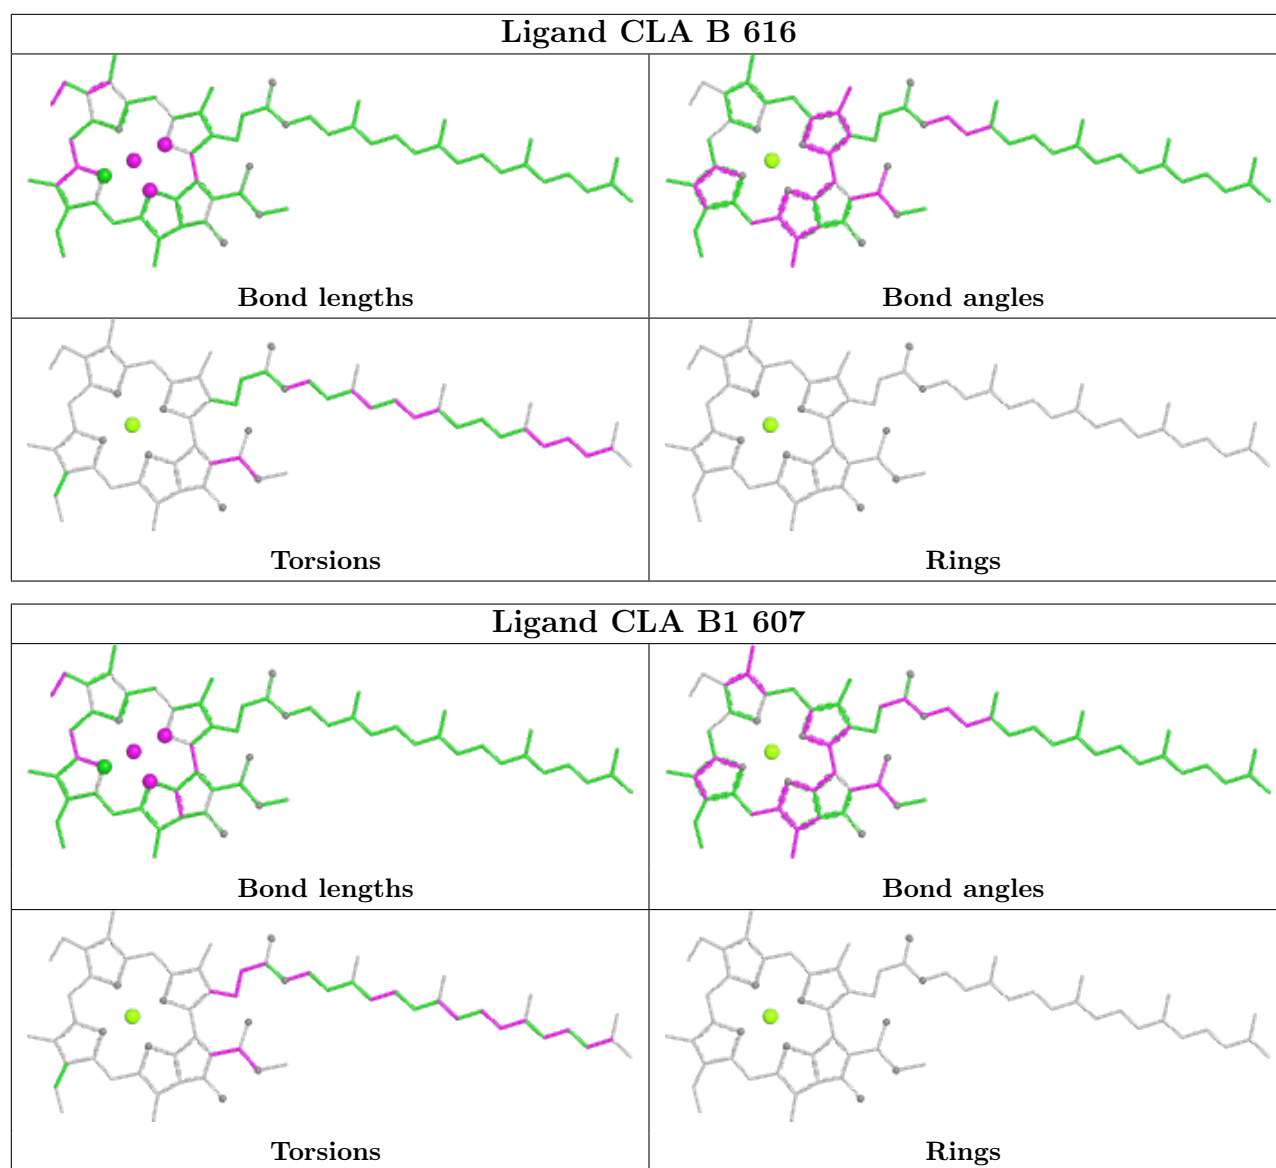 Ligand CLA B 616
Bond lengths
Bond angles
Torsions
Rings
Ligand CLA B1 607
Bond lengths
Bond angles
Torsions
Rings